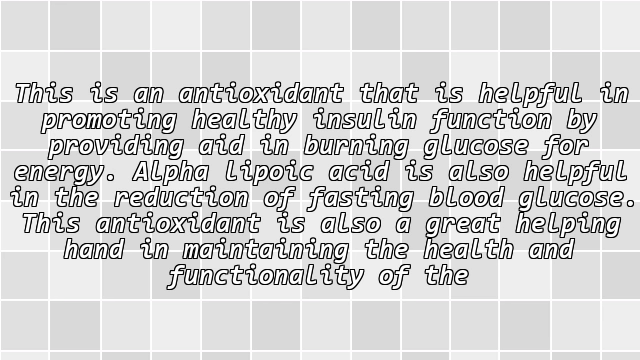 This is an antioxidant that is helpful in
promoting healthy insulin function by
providing aid in burning glucose for
energy. Alpha lipoic acid is also helpful
in the reduction of fasting blood glucose.
This antioxidant is also a great helping
hand in maintaining the health and
functionality of the